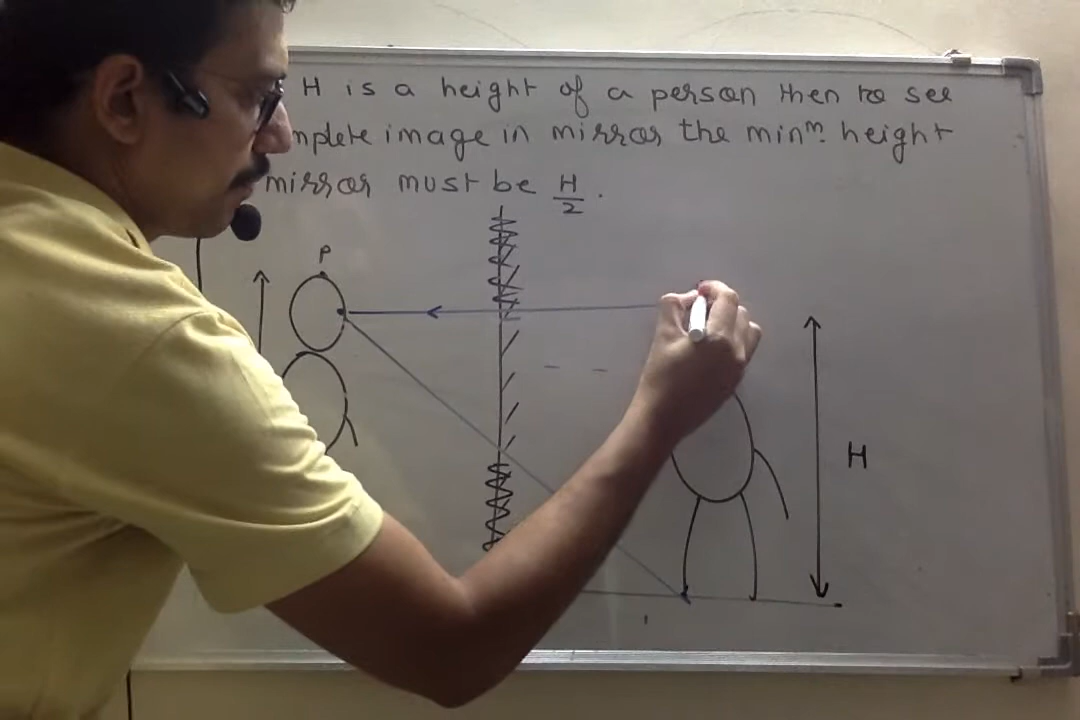 H is a height of a person then to see
mplete image in mirror the minᵐ. height
mirror must be H/2.
P
H